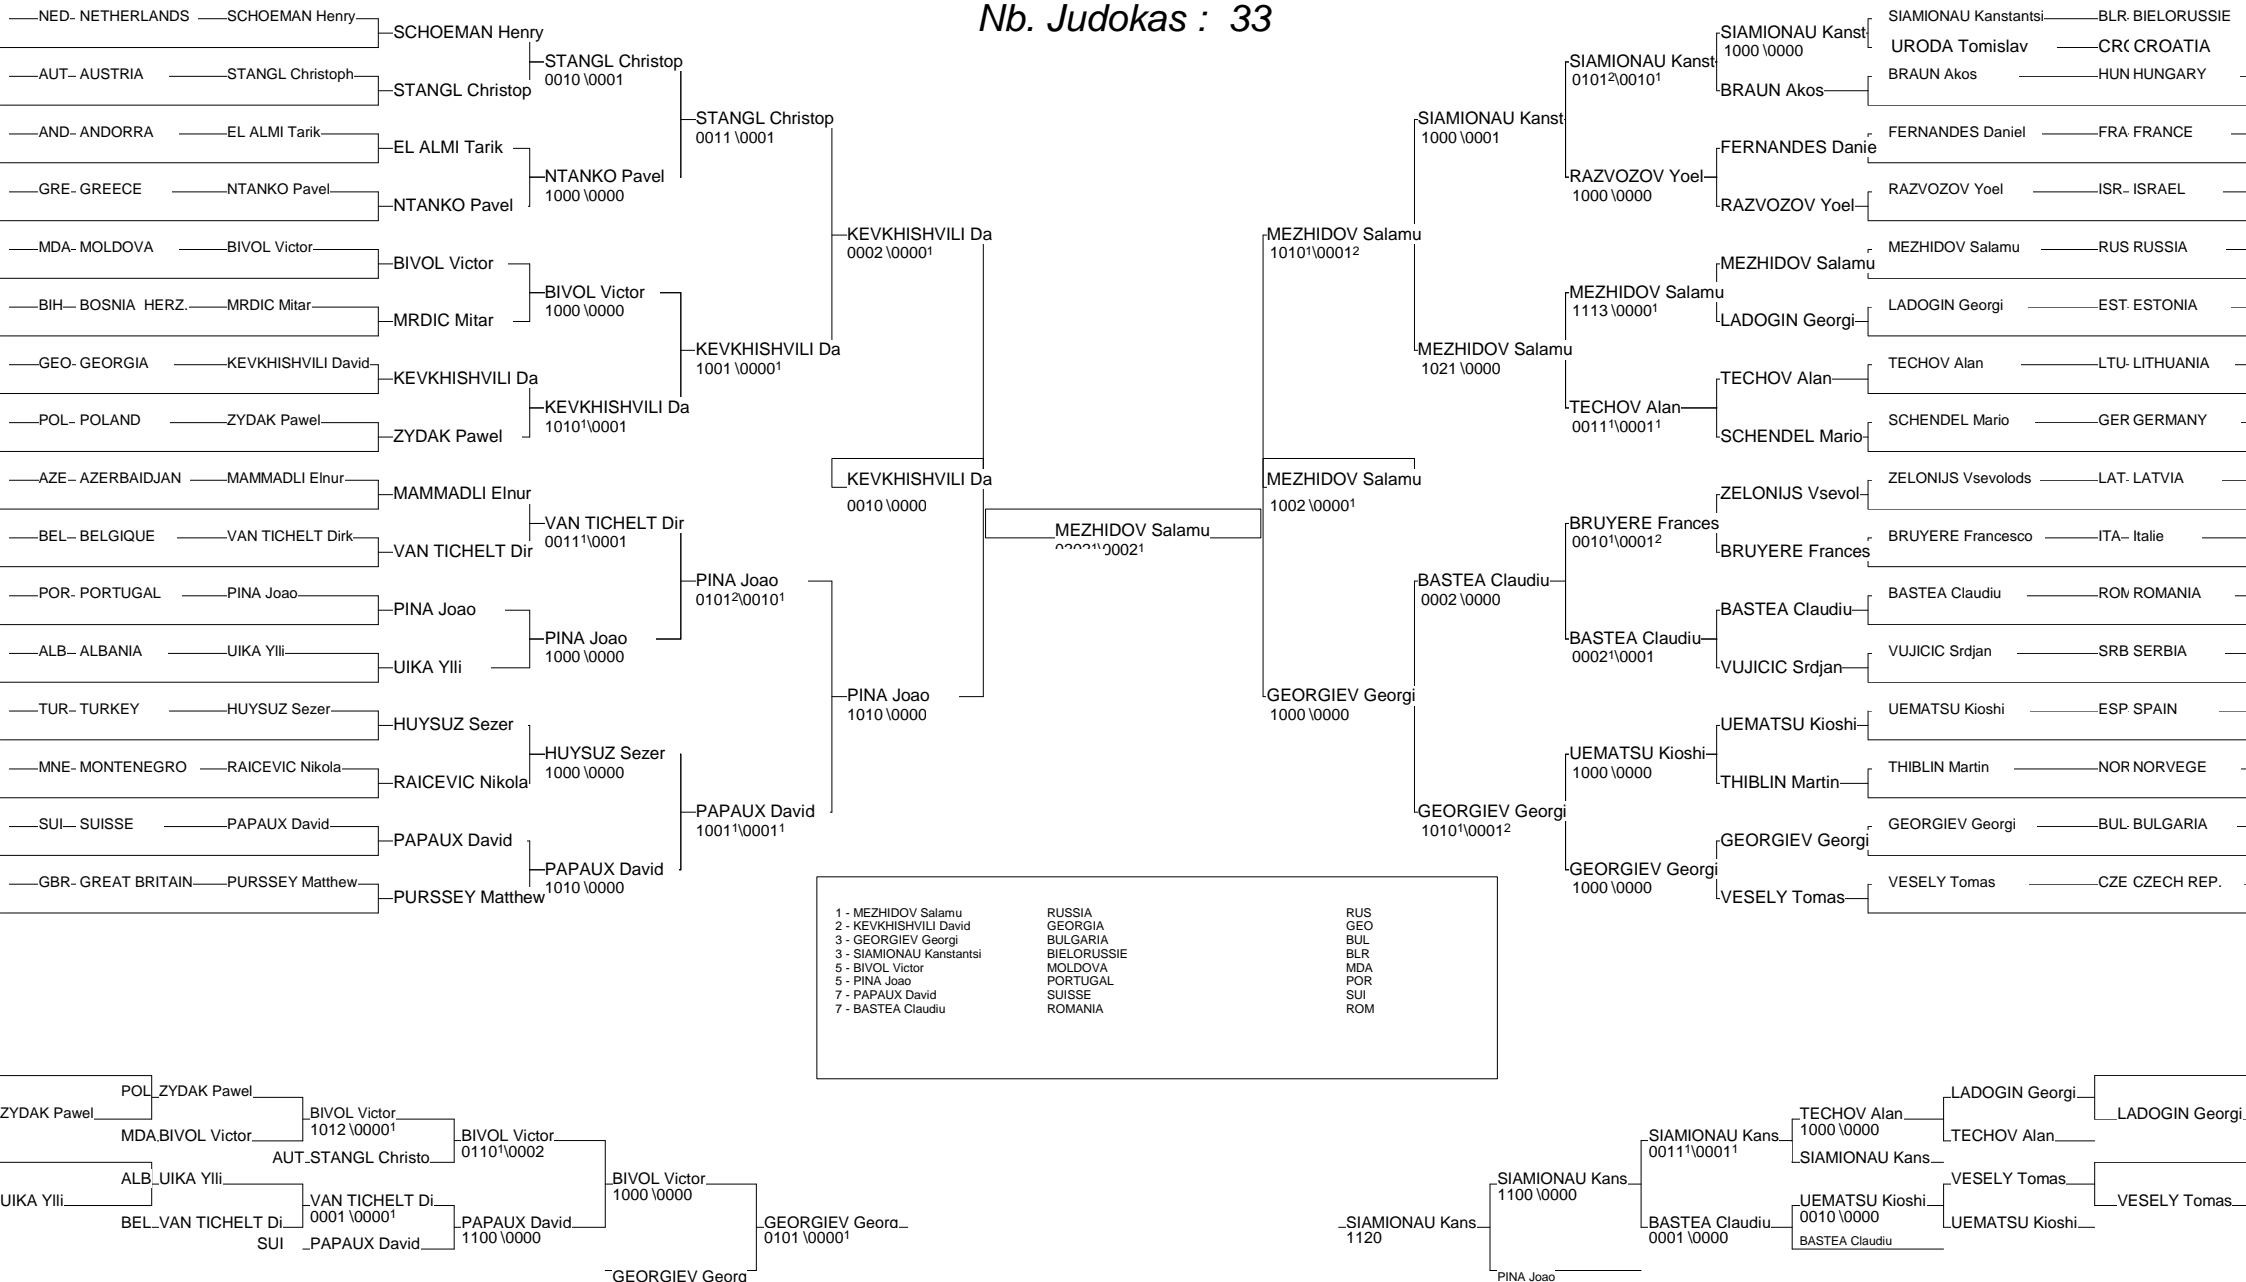 Nb. Judokas : 33
NED NETHERLANDS SCHOEMAN Henry
AUT AUSTRIA STANGL Christoph
AND ANDORRA EL ALMI Tarik
GRE GREECE NTANKO Pavel
MDA MOLDOVA BIVOL Victor
BIH BOSNIA HERZ. MRDIC Mitar
GEO GEORGIA KEVKHISHVILI David
POL POLAND ZYDAK Pawel
AZE AZERBAIDJAN MAMMADLI Elnur
BEL BELGIQUE VAN TICHELT Dirk
POR PORTUGAL PINA Joao
ALB ALBANIA UIKA Ylli
TUR TURKEY HUYSUZ Sezer
MNE MONTENEGRO RAICEVIC Nikola
SUI SUISSE PAPAUX David
GBR GREAT BRITAIN PURSSEY Matthew
SCHOEMAN Henry
STANGL Christop
EL ALMI Tarik
NTANKO Pavel
BIVOL Victor
MRDIC Mitar
KEVKHISHVILI Da
ZYDAK Pawel
MAMMADLI Elnur
VAN TICHELT Dir
PINA Joao
UIKA Ylli
HUYSUZ Sezer
RAICEVIC Nikola
PAPAUX David
PURSSEY Matthew
STANGL Christop
0010 \0001
NTANKO Pavel
1000 \0000
BIVOL Victor
1000 \0000
KEVKHISHVILI Da
1010¹\0001
VAN TICHELT Dir
0011¹\0001
PINA Joao
1000 \0000
HUYSUZ Sezer
1000 \0000
PAPAUX David
1010 \0000
STANGL Christop
0011 \0001
KEVKHISHVILI Da
1001 \0000¹
PINA Joao
0101²\0010¹
PAPAUX David
1001¹\0001¹
KEVKHISHVILI Da
0002 \0000¹
PINA Joao
1010 \0000
KEVKHISHVILI Da
0010 \0000
MEZHIDOV Salamu
0202¹\0002¹
MEZHIDOV Salamu
1002 \0000¹
MEZHIDOV Salamu
1010¹\0001²
GEORGIEV Georgi
1000 \0000
SIAMIONAU Kanst
1000 \0001
MEZHIDOV Salamu
1021 \0000
BASTEA Claudiu
0002 \0000
GEORGIEV Georgi
1010¹\0001²
SIAMIONAU Kanst
0101²\0010¹
RAZVOZOV Yoel
1000 \0000
MEZHIDOV Salamu
1113 \0000¹
TECHOV Alan
0011¹\0001¹
BRUYERE Frances
0010¹\0001²
BASTEA Claudiu
0002¹\0001
UEMATSU Kioshi
1000 \0000
GEORGIEV Georgi
1000 \0000
SIAMIONAU Kanst
1000 \0000
BRAUN Akos
FERNANDES Danie
RAZVOZOV Yoel
MEZHIDOV Salamu
LADOGIN Georgi
TECHOV Alan
SCHENDEL Mario
ZELONIJS Vsevol
BRUYERE Frances
BASTEA Claudiu
VUJICIC Srdjan
UEMATSU Kioshi
THIBLIN Martin
GEORGIEV Georgi
VESELY Tomas
SIAMIONAU Kanstantsi BLR BIELORUSSIE
URODA Tomislav CRO CROATIA
BRAUN Akos HUN HUNGARY
FERNANDES Daniel FRA FRANCE
RAZVOZOV Yoel ISR ISRAEL
MEZHIDOV Salamu RUS RUSSIA
LADOGIN Georgi EST ESTONIA
TECHOV Alan LTU LITHUANIA
SCHENDEL Mario GER GERMANY
ZELONIJS Vsevolods LAT LATVIA
BRUYERE Francesco ITA Italie
BASTEA Claudiu ROM ROMANIA
VUJICIC Srdjan SRB SERBIA
UEMATSU Kioshi ESP SPAIN
THIBLIN Martin NOR NORVEGE
GEORGIEV Georgi BUL BULGARIA
VESELY Tomas CZE CZECH REP.
1 - MEZHIDOV Salamu RUSSIA RUS
2 - KEVKHISHVILI David GEORGIA GEO
3 - GEORGIEV Georgi BULGARIA BUL
3 - SIAMIONAU Kanstantsi BIELORUSSIE BLR
5 - BIVOL Victor MOLDOVA MDA
5 - PINA Joao PORTUGAL POR
7 - PAPAUX David SUISSE SUI
7 - BASTEA Claudiu ROMANIA ROM
ZYDAK Pawel
UIKA Ylli
POL ZYDAK Pawel
MDA BIVOL Victor
AUT STANGL Christo
ALB UIKA Ylli
BEL VAN TICHELT Di
SUI PAPAUX David
BIVOL Victor
1012 \0000¹
VAN TICHELT Di
0001 \0000¹
BIVOL Victor
0110¹\0002
PAPAUX David
1100 \0000
BIVOL Victor
1000 \0000
GEORGIEV Georg
GEORGIEV Georg
0101 \0000¹
SIAMIONAU Kans
1120
SIAMIONAU Kans
1100 \0000
PINA Joao
SIAMIONAU Kans
0011¹\0001¹
BASTEA Claudiu
0001 \0000
TECHOV Alan
1000 \0000
SIAMIONAU Kans
UEMATSU Kioshi
0010 \0000
BASTEA Claudiu
LADOGIN Georgi
TECHOV Alan
VESELY Tomas
UEMATSU Kioshi
LADOGIN Georgi
VESELY Tomas